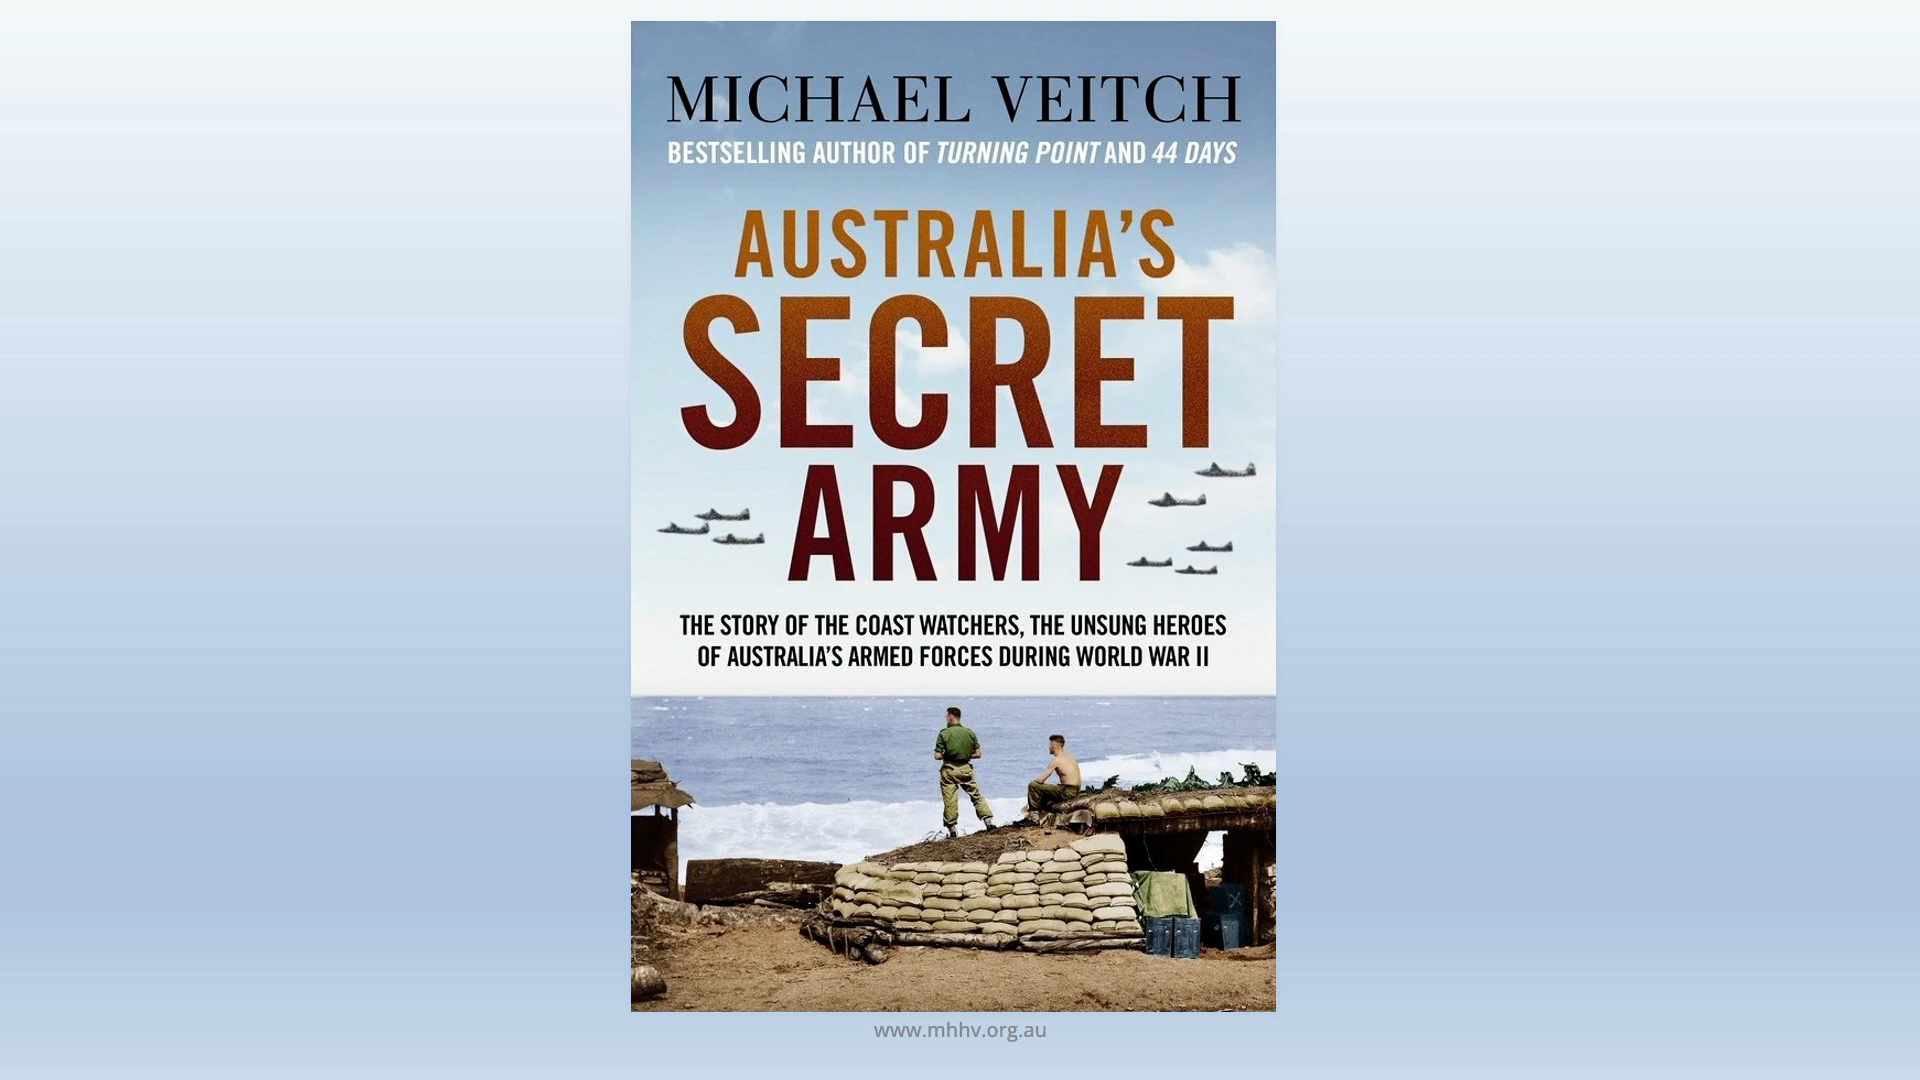 MICHAEL VEITCH
BESTSELLING AUTHOR OF TURNING POINT AND 44 DAYS
AUSTRALIA'S
SECRET
ARMY
THE STORY OF THE COAST WATCHERS, THE UNSUNG HEROES
OF AUSTRALIA'S ARMED FORCES DURING WORLD WAR II
www.mhhv.org.au